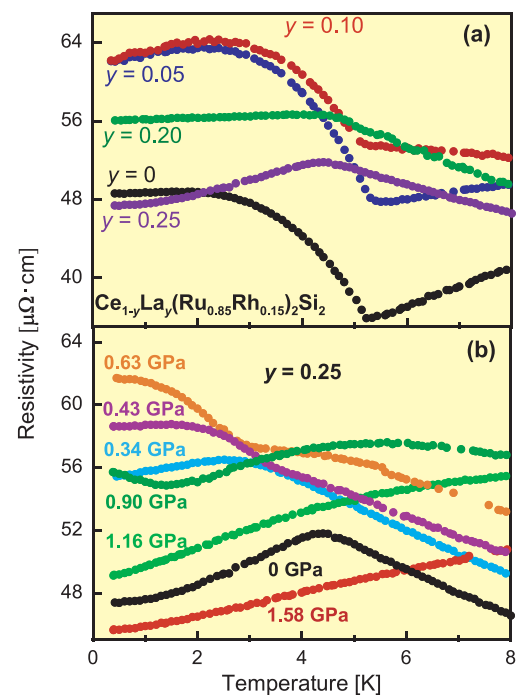 64
56
48
40
(a)
y = 0.10
y = 0.05
y = 0.20
y = 0
y = 0.25
Ce1-yLay(Ru0.85Rh0.15)2Si2
Resistivity [μΩ·cm]
64
60
56
52
48
(b)
y = 0.25
0.63 GPa
0.43 GPa
0.34 GPa
0.90 GPa
1.16 GPa
0 GPa
1.58 GPa
0 2 4 6 8
Temperature [K]